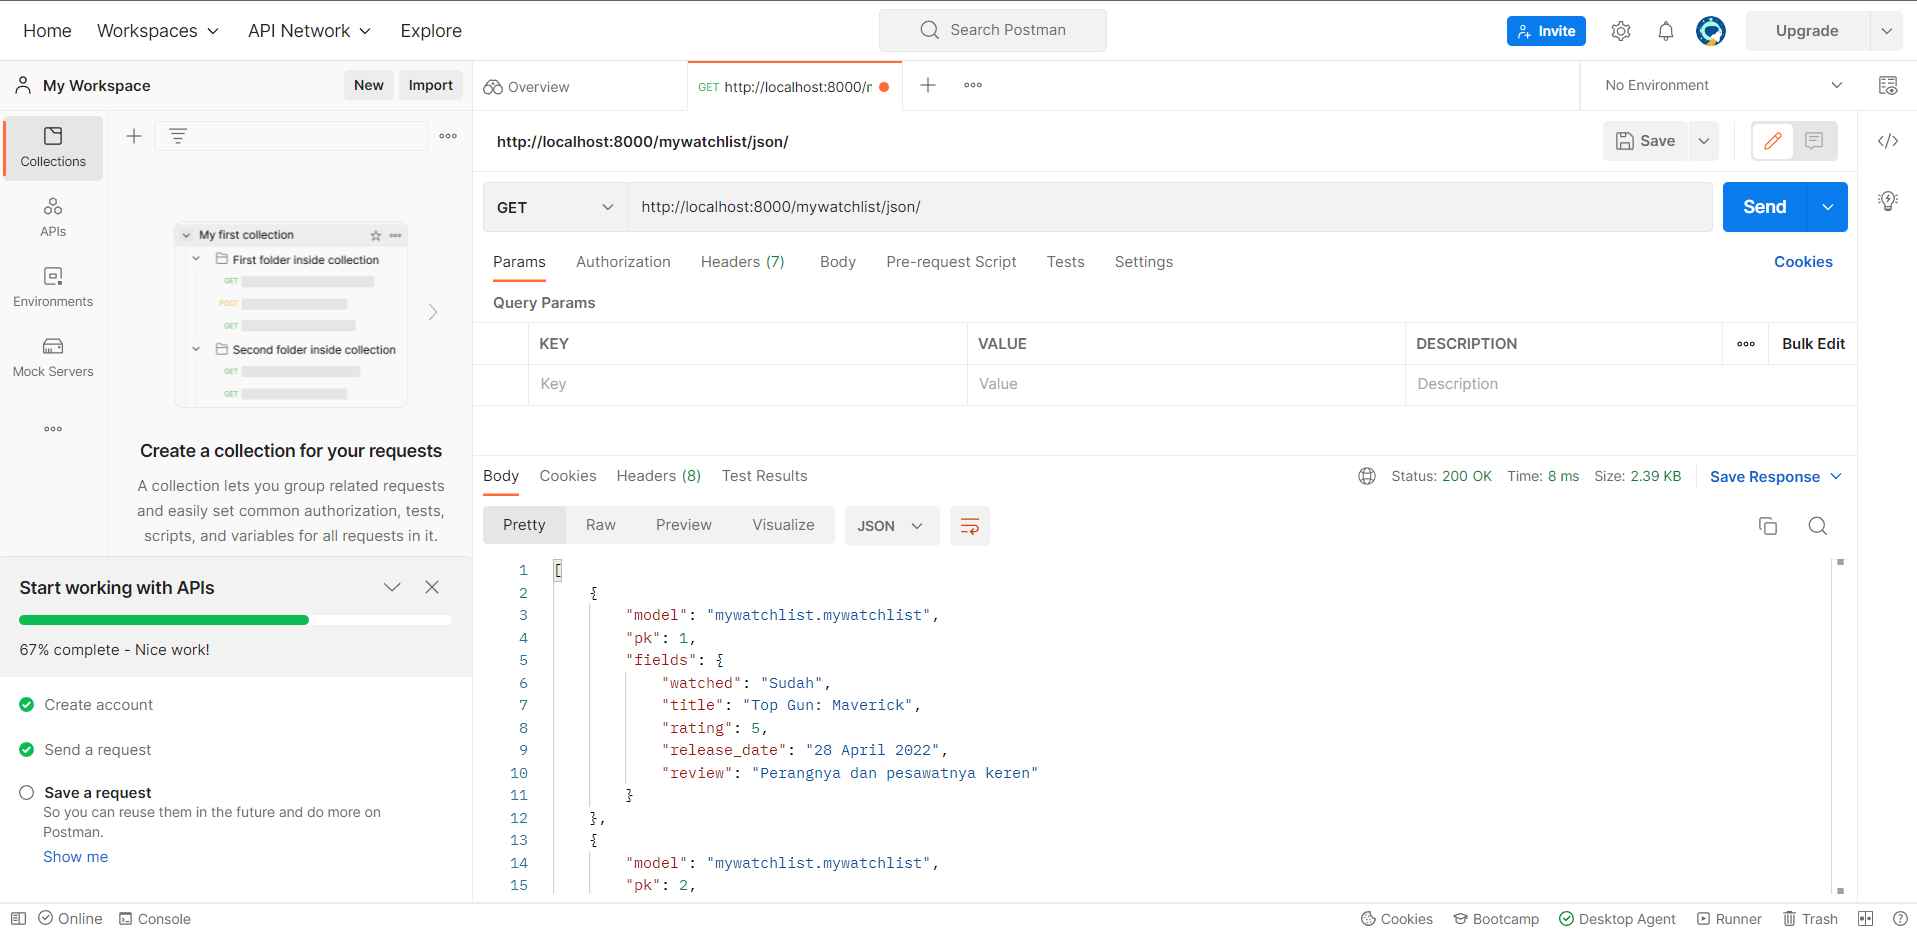 Home Workspaces API Network Explore Search Postman Invite Upgrade
My Workspace New Import Overview GET http://localhost:8000/r No Environment
Collections
APIs
Environments
Mock Servers
My first collection
First folder inside collection
GET
POST
GET
Second folder inside collection
GET
GET
Create a collection for your requests
A collection lets you group related requests
and easily set common authorization, tests,
scripts, and variables for all requests in it.
Start working with APIs
67% complete - Nice work!
Create account
Send a request
Save a request
So you can reuse them in the future and do more on
Postman.
Show me
http://localhost:8000/mywatchlist/json/ Save
GET http://localhost:8000/mywatchlist/json/ Send
Params Authorization Headers (7) Body Pre-request Script Tests Settings Cookies
Query Params
KEY VALUE DESCRIPTION Bulk Edit
Key Value Description
Body Cookies Headers (8) Test Results Status: 200 OK Time: 8 ms Size: 2.39 KB Save Response
Pretty Raw Preview Visualize JSON
1 [
2 {
3 "model": "mywatchlist.mywatchlist",
4 "pk": 1,
5 "fields": {
6 "watched": "Sudah",
7 "title": "Top Gun: Maverick",
8 "rating": 5,
9 "release_date": "28 April 2022",
10 "review": "Perangnya dan pesawatnya keren"
11 }
12 },
13 {
14 "model": "mywatchlist.mywatchlist",
15 "pk": 2,
Online Console Cookies Bootcamp Desktop Agent Runner Trash